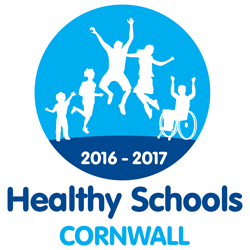 2016 - 2017
Healthy Schools
CORNWALL